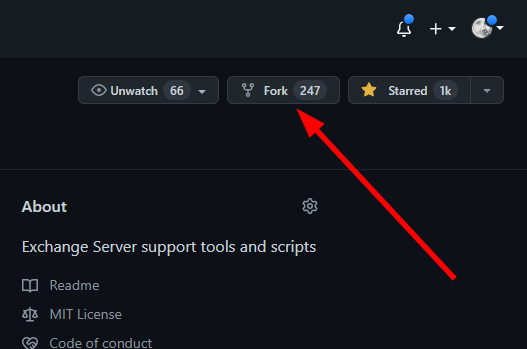 Unwatch 66 Fork 247 Starred 1k
About
Exchange Server support tools and scripts
Readme
MIT License
Code of conduct